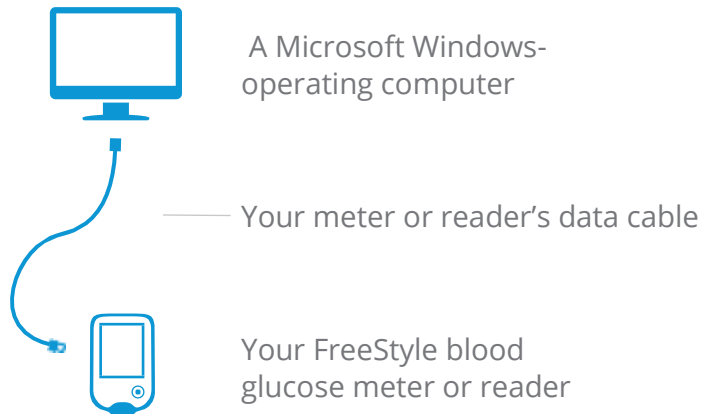 A Microsoft Windows-
operating computer
Your meter or reader’s data cable
Your FreeStyle blood
glucose meter or reader